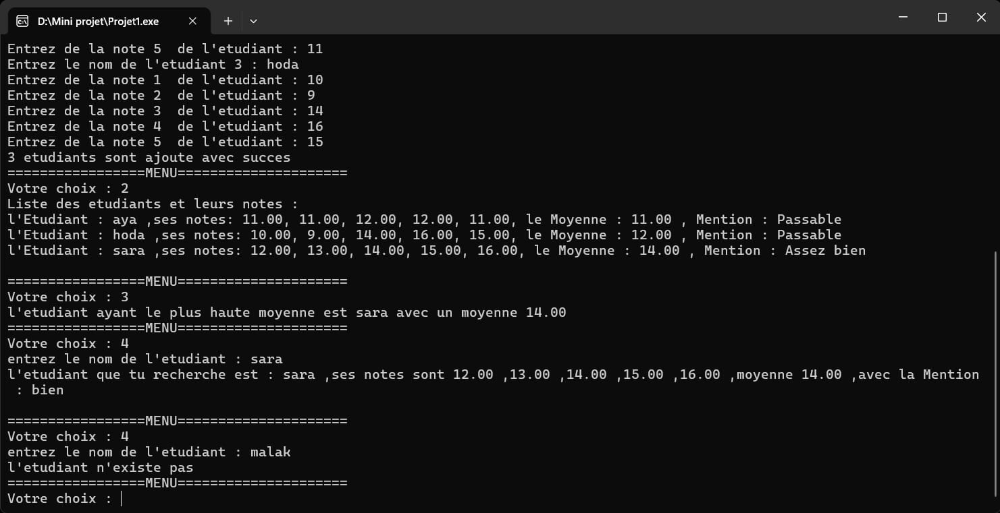 D:\Mini projet\Projet1.exe
Entrez de la note 5  de l'etudiant : 11
Entrez le nom de l'etudiant 3 : hoda
Entrez de la note 1  de l'etudiant : 10
Entrez de la note 2  de l'etudiant : 9
Entrez de la note 3  de l'etudiant : 14
Entrez de la note 4  de l'etudiant : 16
Entrez de la note 5  de l'etudiant : 15
3 etudiants sont ajoute avec succes
=================MENU=====================
Votre choix : 2
Liste des etudiants et leurs notes :
l'Etudiant : aya ,ses notes: 11.00, 11.00, 12.00, 12.00, 11.00, le Moyenne : 11.00 , Mention : Passable
l'Etudiant : hoda ,ses notes: 10.00, 9.00, 14.00, 16.00, 15.00, le Moyenne : 12.00 , Mention : Passable
l'Etudiant : sara ,ses notes: 12.00, 13.00, 14.00, 15.00, 16.00, le Moyenne : 14.00 , Mention : Assez bien
=================MENU=====================
Votre choix : 3
l'etudiant ayant le plus haute moyenne est sara avec un moyenne 14.00
=================MENU=====================
Votre choix : 4
entrez le nom de l'etudiant : sara
l'etudiant que tu recherche est : sara ,ses notes sont 12.00 ,13.00 ,14.00 ,15.00 ,16.00 ,moyenne 14.00 ,avec la Mention
 : bien
=================MENU=====================
Votre choix : 4
entrez le nom de l'etudiant : malak
l'etudiant n'existe pas
=================MENU=====================
Votre choix :